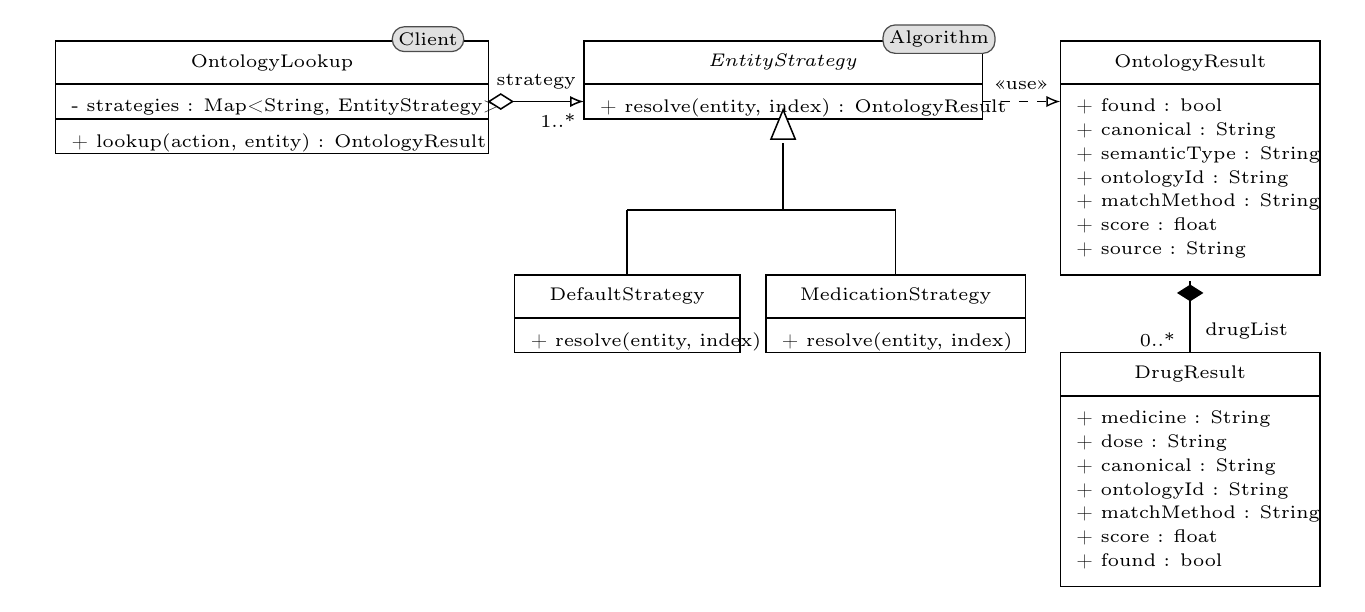 Client
OntologyLookup
- strategies : Map<String, EntityStrategy>
+ lookup(action, entity) : OntologyResult
strategy
1..*
Algorithm
EntityStrategy
+ resolve(entity, index) : OntologyResult
«use»
OntologyResult
+ found : bool
+ canonical : String
+ semanticType : String
+ ontologyId : String
+ matchMethod : String
+ score : float
+ source : String
DefaultStrategy
+ resolve(entity, index)
MedicationStrategy
+ resolve(entity, index)
drugList
0..*
DrugResult
+ medicine : String
+ dose : String
+ canonical : String
+ ontologyId : String
+ matchMethod : String
+ score : float
+ found : bool